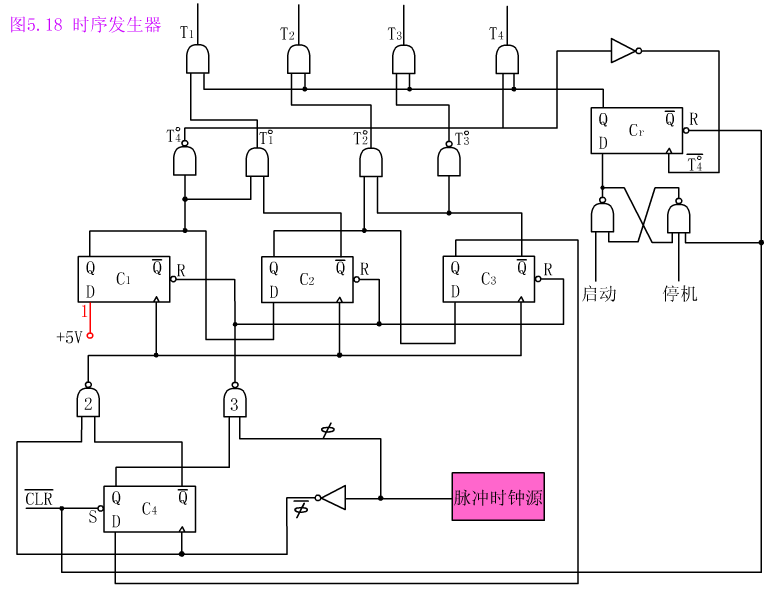 图5.18 时序发生器
T1
T2
T3
T4
T4°
T1°
T2°
T3°
Q
Q̅
R
Cr
D
T4°
Q
Q̅
R
C1
D
Q
Q̅
R
C2
D
Q
Q̅
R
C3
D
1
+5V
启动
停机
2
3
ϕ
CLR
S
Q
Q̅
C4
D
ϕ̅
脉冲时钟源